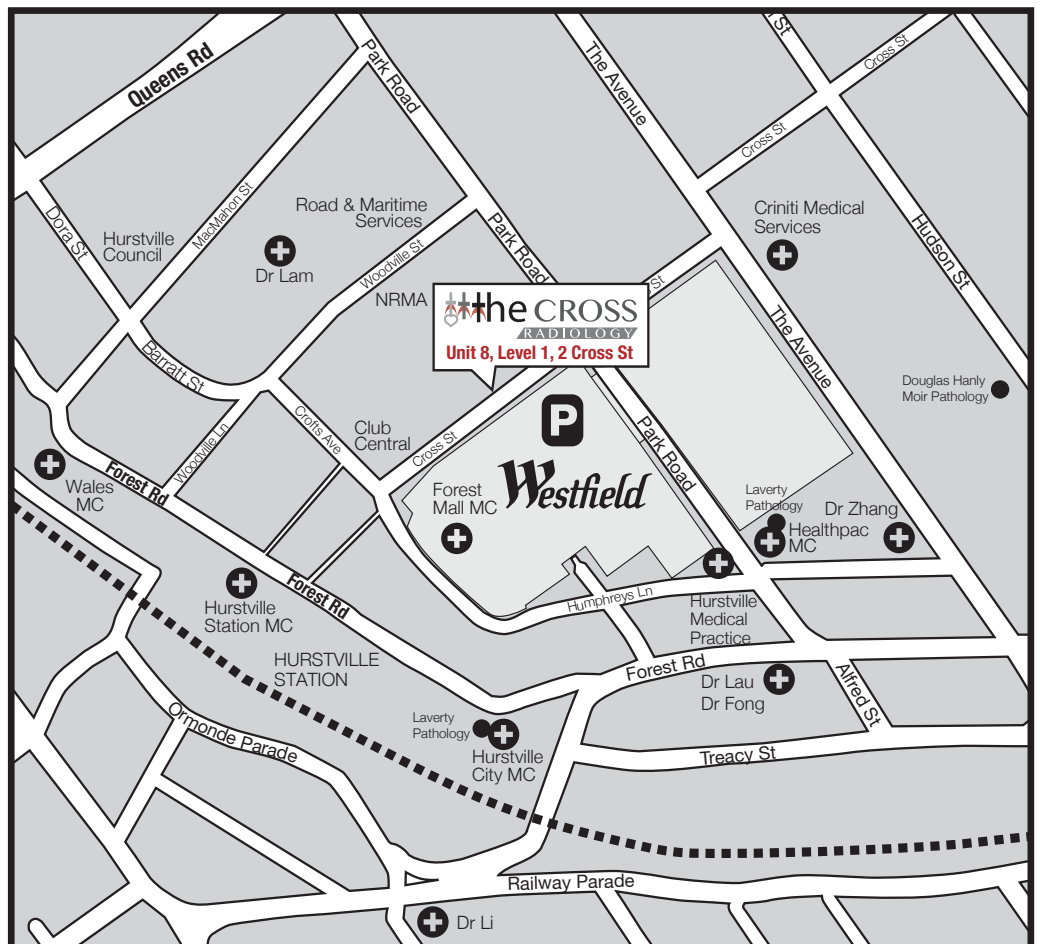 Queens Rd
Park Road
The Avenue
St
Cross St
Cross St
MacMahon St
Dora St
Hurstville
Council
Road & Maritime
Services
Dr Lam
Woodville St
Park Road
Criniti Medical
Services
Hudson St
NRMA
St
the CROSS
RADIOLOGY
Unit 8, Level 1, 2 Cross St
The Avenue
Barratt St
Douglas Hanly
Moir Pathology
Crofts Ave
Club
Central
Cross St
P
Park Road
Woodville Ln
Forest Rd
Wales
MC
Forest
Mall MC
Westfield
Laverty
Pathology
Dr Zhang
Healthpac
MC
Forest Rd
Hurstville
Station MC
Humphreys Ln
Hurstville
Medical
Practice
HURSTVILLE
STATION
Forest Rd
Dr Lau
Dr Fong
Alfred St
Ormonde Parade
Laverty
Pathology
Hurstville
City MC
Treacy St
Railway Parade
Dr Li